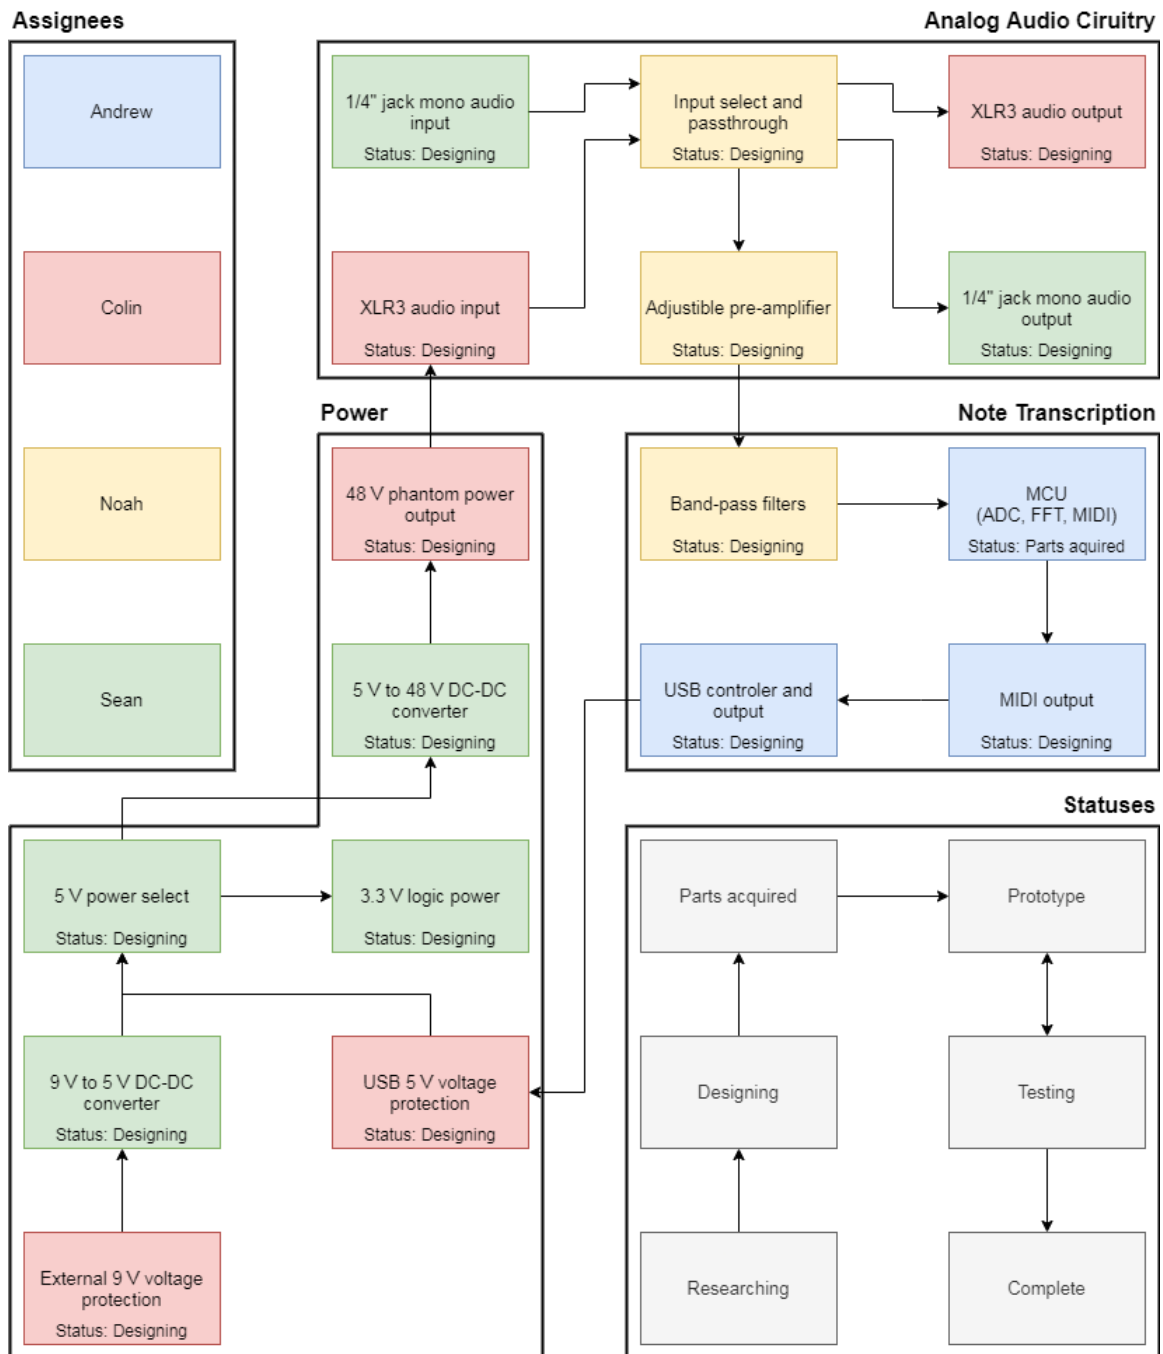 Assignees
Andrew
Colin
Noah
Sean
Analog Audio Ciruitry
1/4" jack mono audio
input
Status: Designing
Input select and
passthrough
Status: Designing
XLR3 audio output
Status: Designing
XLR3 audio input
Status: Designing
Adjustible pre-amplifier
Status: Designing
1/4" jack mono audio
output
Status: Designing
Power
48 V phantom power
output
Status: Designing
5 V to 48 V DC-DC
converter
Status: Designing
5 V power select
Status: Designing
3.3 V logic power
Status: Designing
9 V to 5 V DC-DC
converter
Status: Designing
USB 5 V voltage
protection
Status: Designing
External 9 V voltage
protection
Status: Designing
Note Transcription
Band-pass filters
Status: Designing
MCU
(ADC, FFT, MIDI)
Status: Parts aquired
USB controler and
output
Status: Designing
MIDI output
Status: Designing
Statuses
Parts acquired
Prototype
Designing
Testing
Researching
Complete